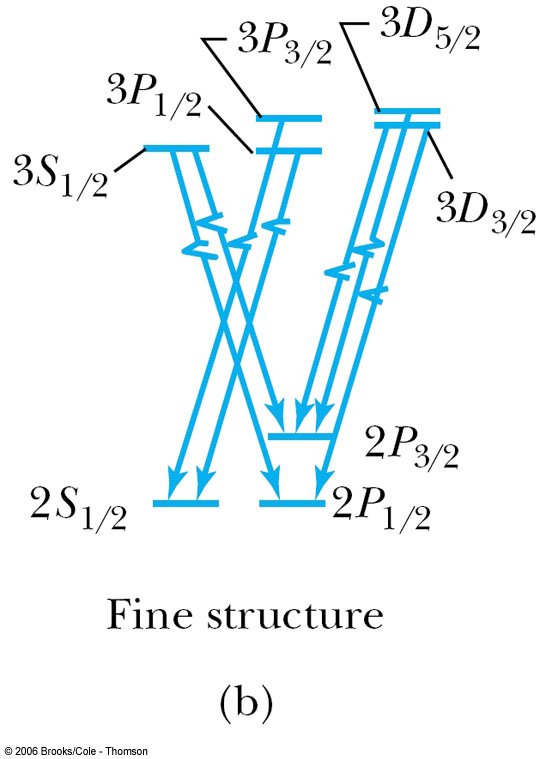 3P3/2
3D5/2
3P1/2
3S1/2
3D3/2
2P3/2
2S1/2
2P1/2
Fine structure
(b)
© 2006 Brooks/Cole - Thomson